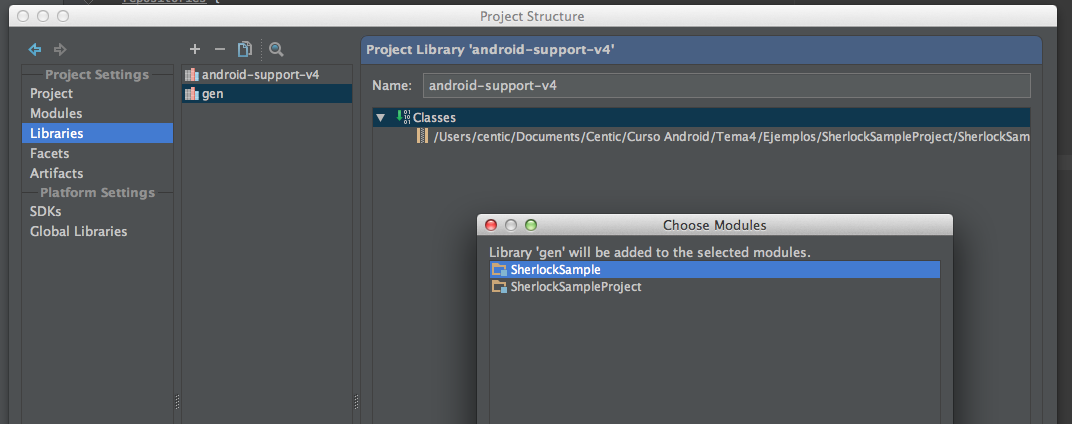 repositories {
Project Structure
Project Settings
Project
Modules
Libraries
Facets
Artifacts
Platform Settings
SDKs
Global Libraries
android-support-v4
gen
Project Library 'android-support-v4'
Name: android-support-v4
Classes
/Users/centic/Documents/Centic/Curso Android/Tema4/Ejemplos/SherlockSampleProject/SherlockSam
Choose Modules
Library 'gen' will be added to the selected modules.
SherlockSample
SherlockSampleProject